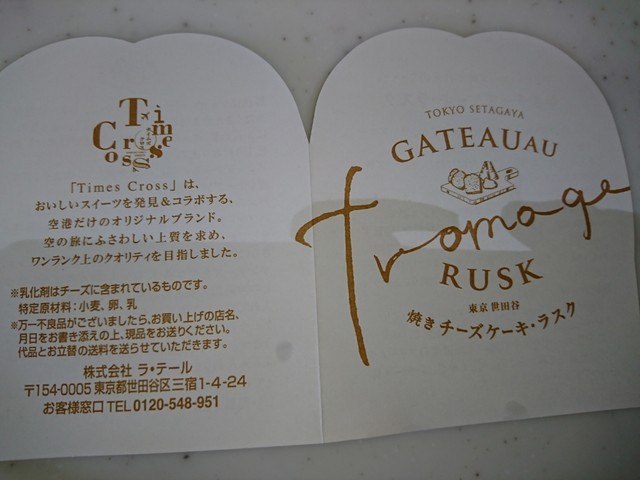 Times Cross
「Times Cross」は、
おいしいスイーツを発見&コラボする、
空港だけのオリジナルブランド。
空の旅にふさわしい上質を求め、
ワンランク上のクオリティを目指しました。
※乳化剤はチーズに含まれているものです。
特定原材料:小麦、卵、乳
※万一不良品がございましたら、お買い上げの店名、
月日をお書き添えの上、現品をお送りください。
代品とお立替の送料を送らせていただきます。
株式会社 ラ・テール
〒154-0005 東京都世田谷区三宿1-4-24
お客様窓口 TEL 0120-548-951
TOKYO SETAGAYA
GATEAU AU
fromage
RUSK
東京 世田谷
焼きチーズケーキ・ラスク